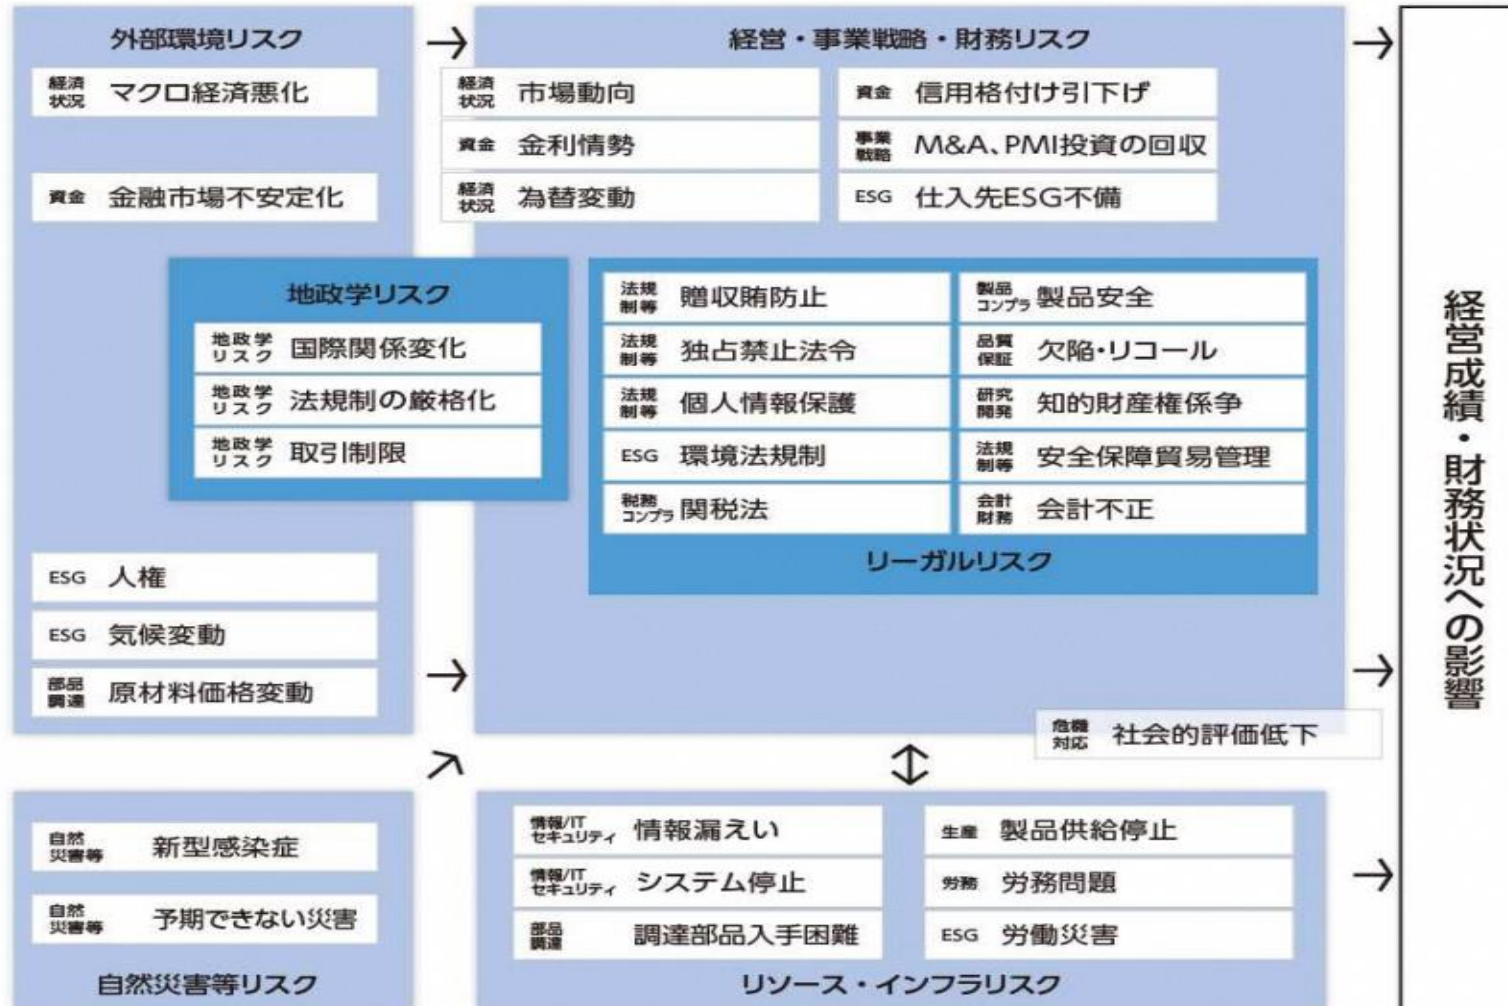 外部環境リスク
経済状況 マクロ経済悪化
資金 金融市場不安定化
地政学リスク
地政学リスク 国際関係変化
地政学リスク 法規制の厳格化
地政学リスク 取引制限
ESG 人権
ESG 気候変動
部品調達 原材料価格変動
→
→
経営・事業戦略・財務リスク
経済状況 市場動向
資金 金利情勢
経済状況 為替変動
資金 信用格付け引下げ
事業戦略 M&A、PMI投資の回収
ESG 仕入先ESG不備
法規制等 贈収賄防止
法規制等 独占禁止法令
法規制等 個人情報保護
ESG 環境法規制
税務コンプラ 関税法
製品コンプラ 製品安全
品質保証 欠陥・リコール
研究開発 知的財産権係争
法規制等 安全保障貿易管理
会計財務 会計不正
リーガルリスク
危機対応 社会的評価低下
自然災害等 新型感染症
自然災害等 予期できない災害
自然災害等リスク
情報/ITセキュリティ 情報漏えい
情報/ITセキュリティ システム停止
部品調達 調達部品入手困難
生産 製品供給停止
労務 労務問題
ESG 労働災害
リソース・インフラリスク
経営成績・財務状況への影響